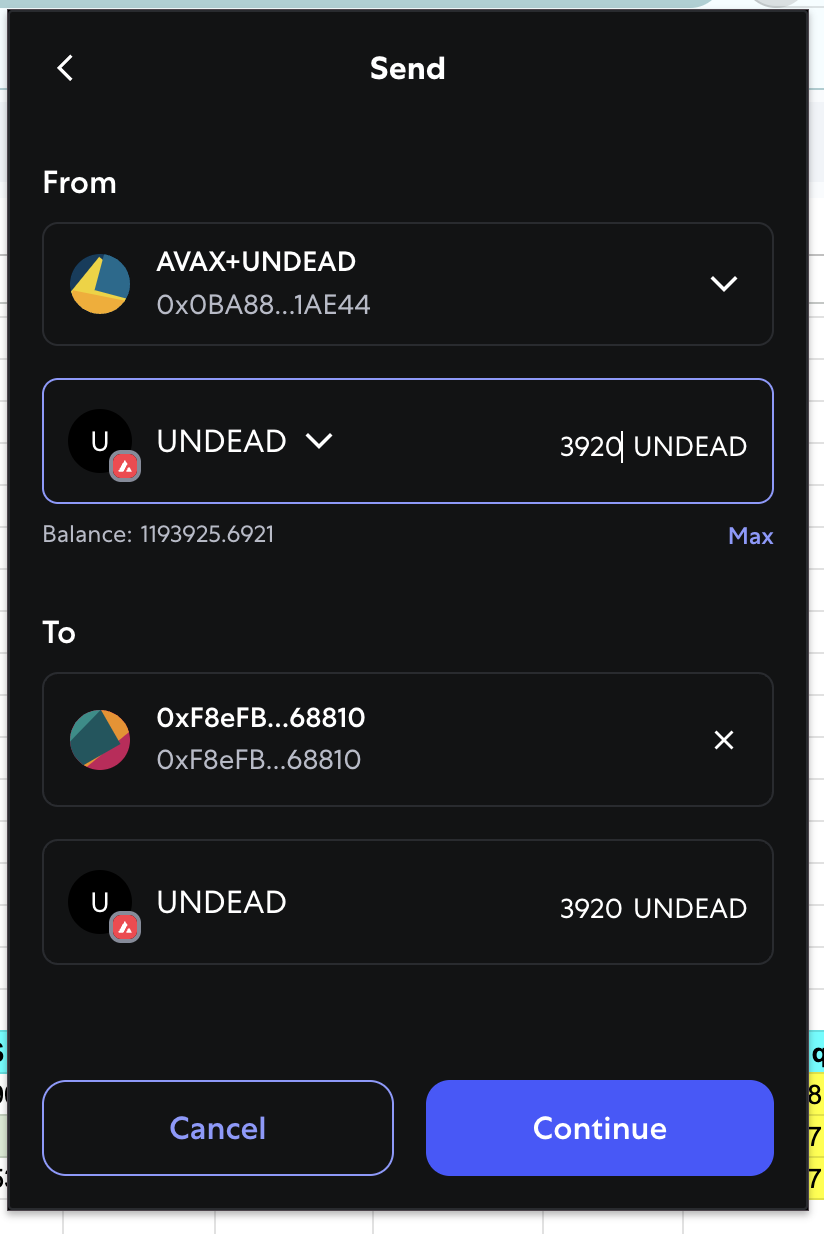 Send
From
AVAX+UNDEAD
0x0BA88...1AE44
U UNDEAD 3920 UNDEAD
Balance: 1193925.6921 Max
To
0xF8eFB...68810
0xF8eFB...68810
U UNDEAD 3920 UNDEAD
Cancel Continue